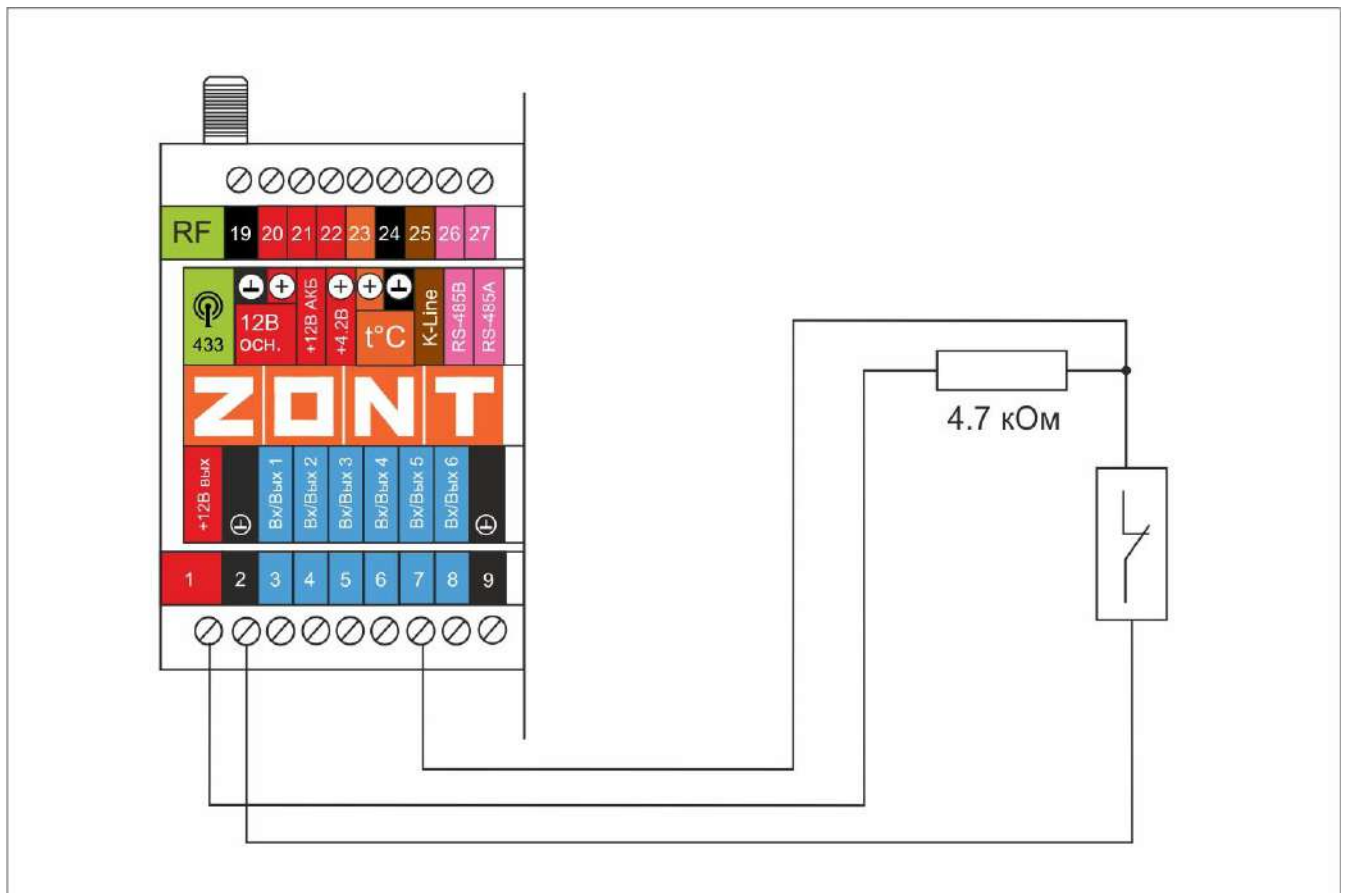 RF 19 20 21 22 23 24 25 26 27
433
12В
осн.
+12В АКБ
+4.2В
t°C
K-Line
RS-485B
RS-485A
ZONT
4.7 кОм
+12В вых
Вх/Вых 1
Вх/Вых 2
Вх/Вых 3
Вх/Вых 4
Вх/Вых 5
Вх/Вых 6
1 2 3 4 5 6 7 8 9